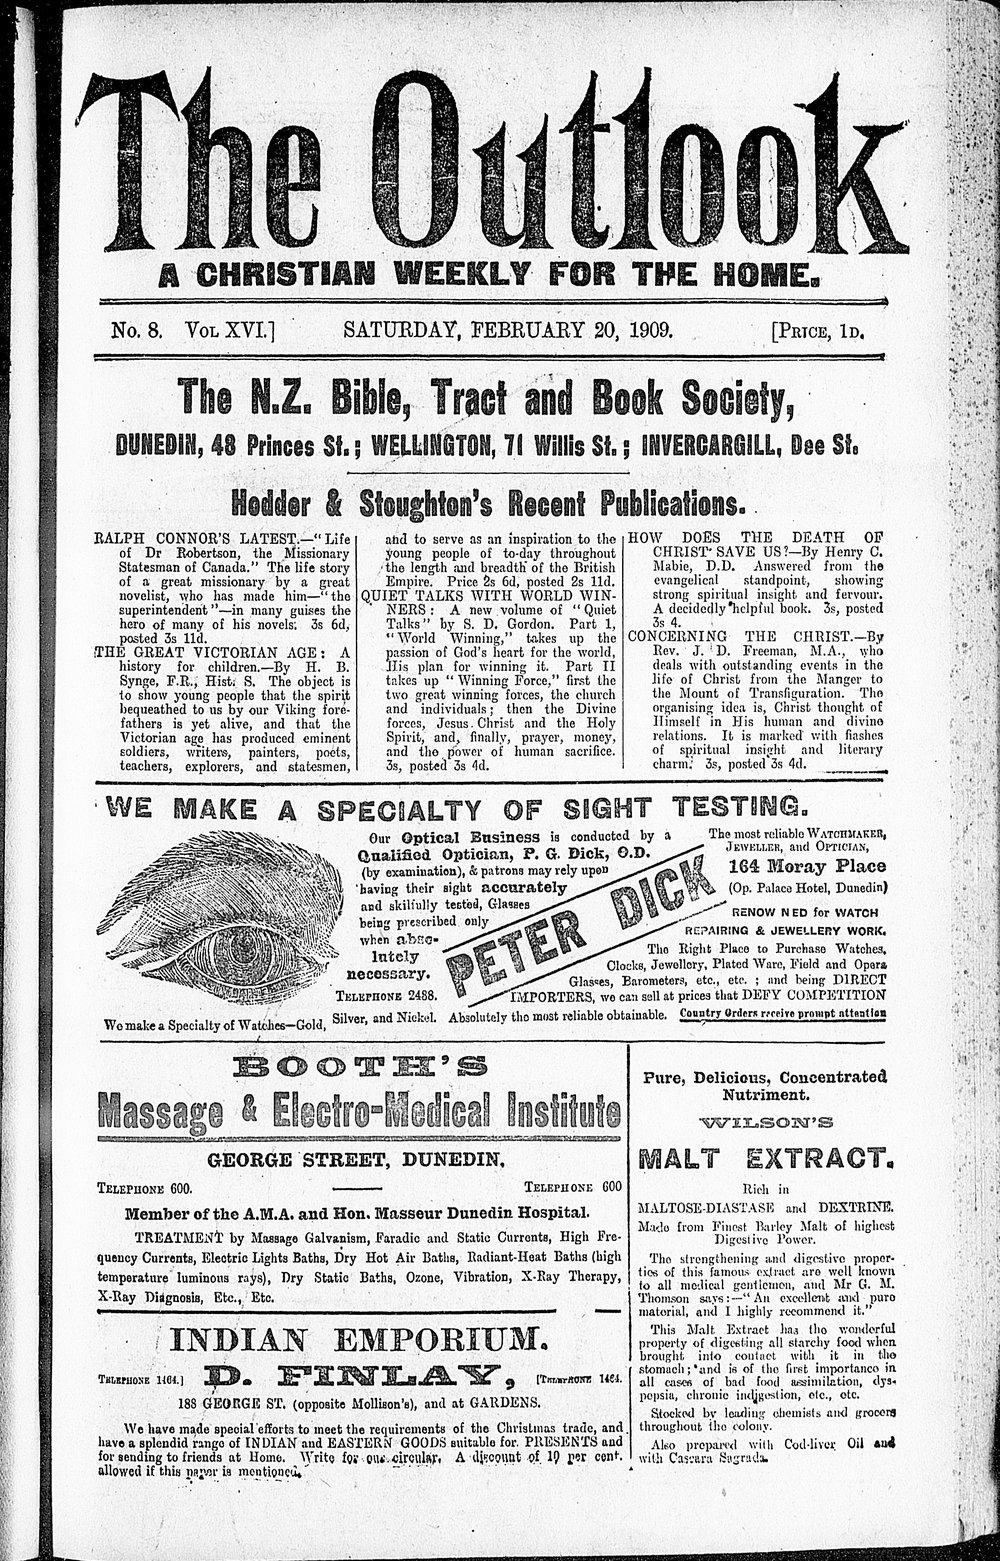 The Outlook
A CHRISTIAN WEEKLY FOR THE HOME.
No. 8. Vol XVI.] SATURDAY, FEBRUARY 20, 1909. [Price, 1d.
The N.Z. Bible, Tract and Book Society,
DUNEDIN, 48 Princes St.; WELLINGTON, 71 Willis St.; INVERCARGILL, Dee St.
Hodder & Stoughton's Recent Publications.
RALPH CONNOR'S LATEST.—"Life
of Dr Robertson, the Missionary
Statesman of Canada." The life story
of a great missionary by a great
novelist, who has made him—"the
superintendent"—in many guises the
hero of many of his novels. 3s 6d,
posted 3s 11d.
THE GREAT VICTORIAN AGE: A
history for children.—By H. B.
Synge, F.R., Hist. S. The object is
to show young people that the spirit
bequeathed to us by our Viking fore-
fathers is yet alive, and that the
Victorian age has produced eminent
soldiers, writers, painters, poets,
teachers, explorers, and statesmen,
and to serve as an inspiration to the
young people of to-day throughout
the length and breadth of the British
Empire. Price 2s 6d, posted 2s 11d.
QUIET TALKS WITH WORLD WIN-
NERS: A new volume of "Quiet
Talks" by S. D. Gordon. Part 1,
"World Winning," takes up the
passion of God's heart for the world,
His plan for winning it. Part II
takes up "Winning Force," first the
two great winning forces, the church
and individuals; then the Divine
forces, Jesus Christ and the Holy
Spirit, and, finally, prayer, money,
and the power of human sacrifice.
3s, posted 3s 4d.
HOW DOES THE DEATH OF
CHRIST SAVE US?—By Henry C.
Mabie, D.D. Answered from the
evangelical standpoint, showing
strong spiritual insight and fervour.
A decidedly helpful book. 3s, posted
3s 4.
CONCERNING THE CHRIST.—By
Rev. J. D. Freeman, M.A., who
deals with outstanding events in the
life of Christ from the Manger to
the Mount of Transfiguration. The
organising idea is, Christ thought of
Himself in His human and divine
relations. It is marked with flashes
of spiritual insight and literary
charm. 3s, posted 3s 4d.
WE MAKE A SPECIALTY OF SIGHT TESTING.
Our Optical Business is conducted by a
Qualified Optician, P. G. Dick, O.D.
(by examination), & patrons may rely upon
having their sight accurately
and skilfully tested, Glasses
being prescribed only
when abso-
lutely
necessary.
Telephone 2488.
PETER DICK
The most reliable Watchmaker,
Jeweller, and Optician,
164 Moray Place
(Op. Palace Hotel, Dunedin)
RENOW NED for WATCH
REPAIRING & JEWELLERY WORK.
The Right Place to Purchase Watches,
Clocks, Jewellery, Plated Ware, Field and Opera
Glasses, Barometers, etc., etc.; and being DIRECT
IMPORTERS, we can sell at prices that DEFY COMPETITION
We make a Specialty of Watches—Gold, Silver, and Nickel. Absolutely the most reliable obtainable. Country Orders receive prompt attention
BOOTH'S
Massage & Electro-Medical Institute
GEORGE STREET, DUNEDIN.
Telephone 600. Telephone 600
Member of the A.M.A. and Hon. Masseur Dunedin Hospital.
TREATMENT by Massage Galvanism, Faradic and Static Currents, High Fre-
quency Currents, Electric Lights Baths, Dry Hot Air Baths, Radiant-Heat Baths (high
temperature luminous rays), Dry Static Baths, Ozone, Vibration, X-Ray Therapy,
X-Ray Diagnosis, Etc., Etc.
INDIAN EMPORIUM.
Telephone 1464.] D. FINLAY, [Telephone 1464.
188 GEORGE ST. (opposite Mollison's), and at GARDENS.
We have made special efforts to meet the requirements of the Christmas trade, and
have a splendid range of INDIAN and EASTERN GOODS suitable for PRESENTS and
for sending to friends at Home. Write for our circular. A discount of 10 per cent.
allowed if this paper is mentioned.
Pure, Delicious, Concentrated
Nutriment.
WILSON'S
MALT EXTRACT.
Rich in
MALTOSE-DIASTASE and DEXTRINE.
Made from Finest Barley Malt of highest
Digestive Power.
The strengthening and digestive proper-
ties of this famous extract are well known
to all medical gentlemen, and Mr G. M.
Thomson says:—"An excellent and pure
material, and I highly recommend it."
This Malt Extract has the wonderful
property of digesting all starchy food when
brought into contact with it in the
stomach; and is of the first importance in
all cases of bad food assimilation, dys-
pepsia, chronic indigestion, etc., etc.
Stocked by leading chemists and grocers
throughout the colony.
Also prepared with Cod-liver Oil and
with Cascara Sagrada.